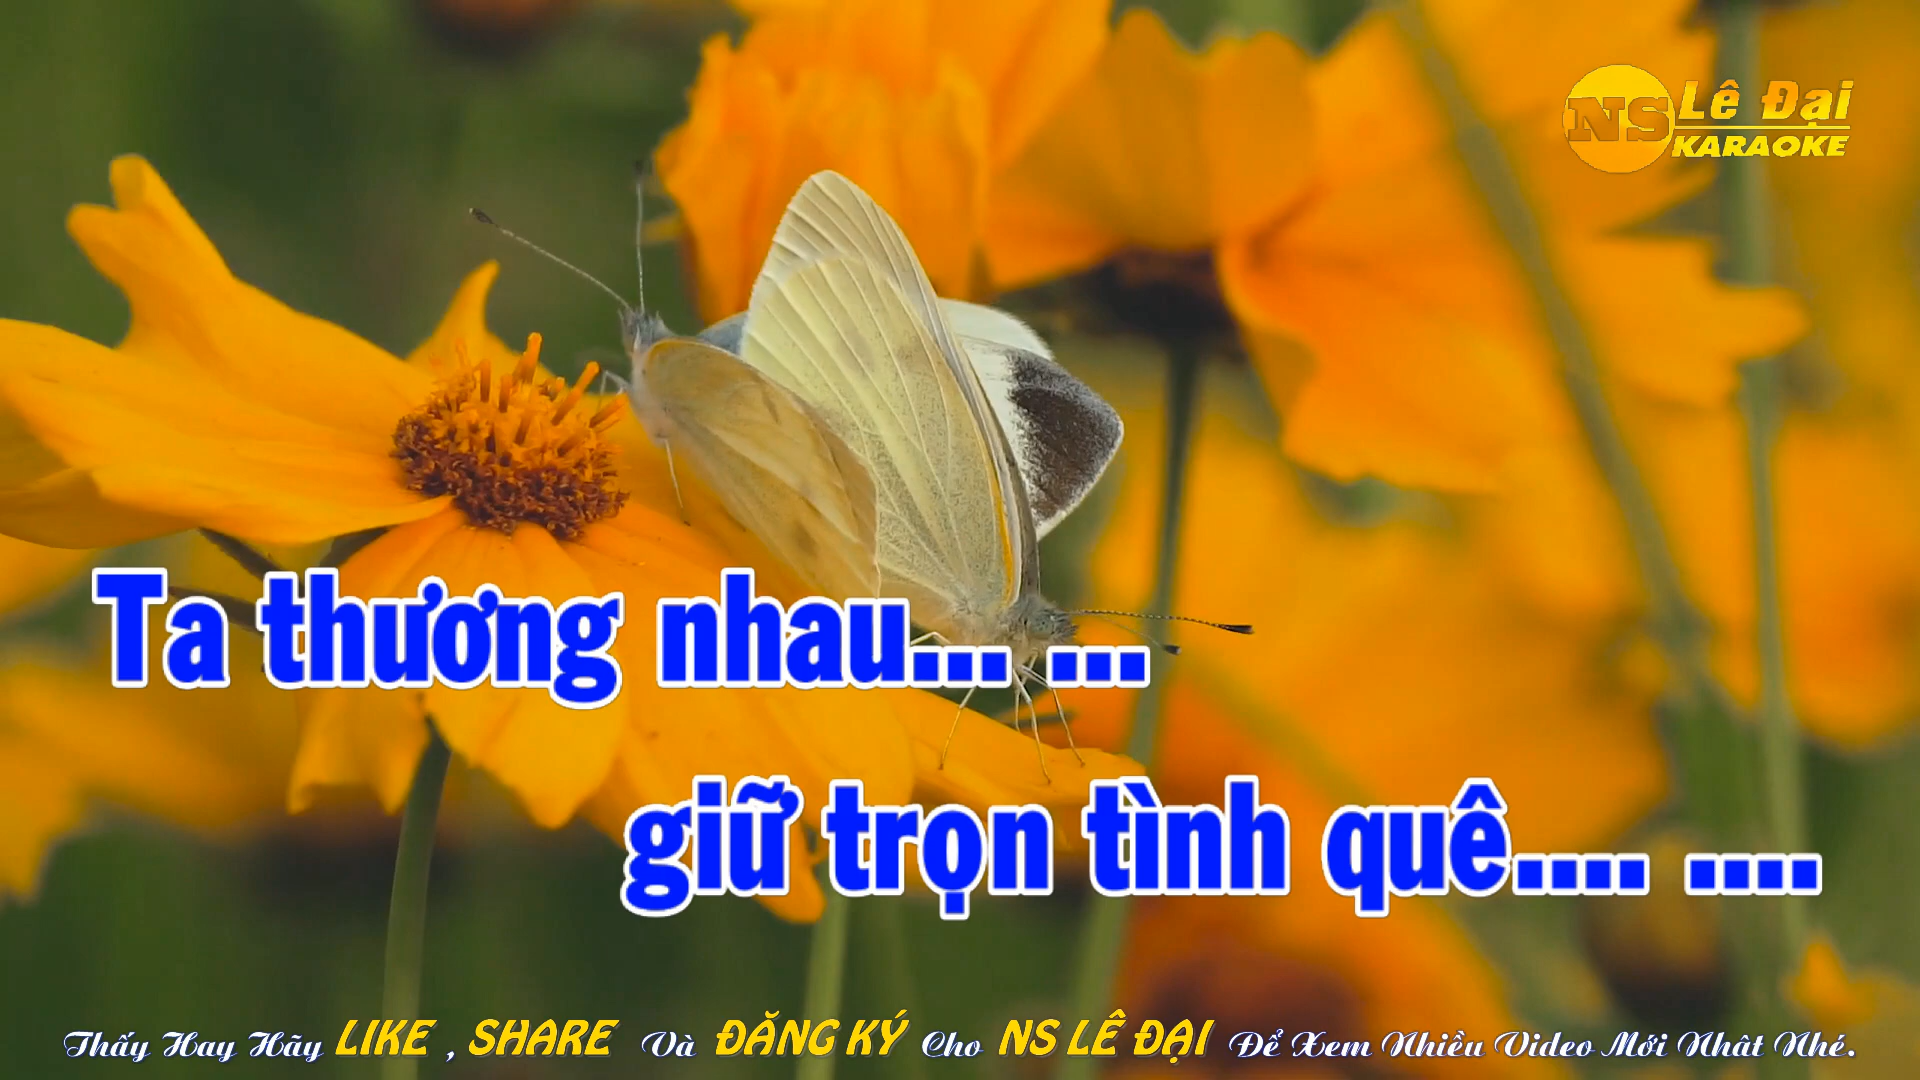 NS Lê Đại
KARAOKE
Ta thương nhau... ...
giữ trọn tình quê.... ....
Thấy Hay Hãy LIKE , SHARE Và ĐĂNG KÝ Cho NS LÊ ĐẠI Để Xem Nhiều Video Mới Nhât Nhé.